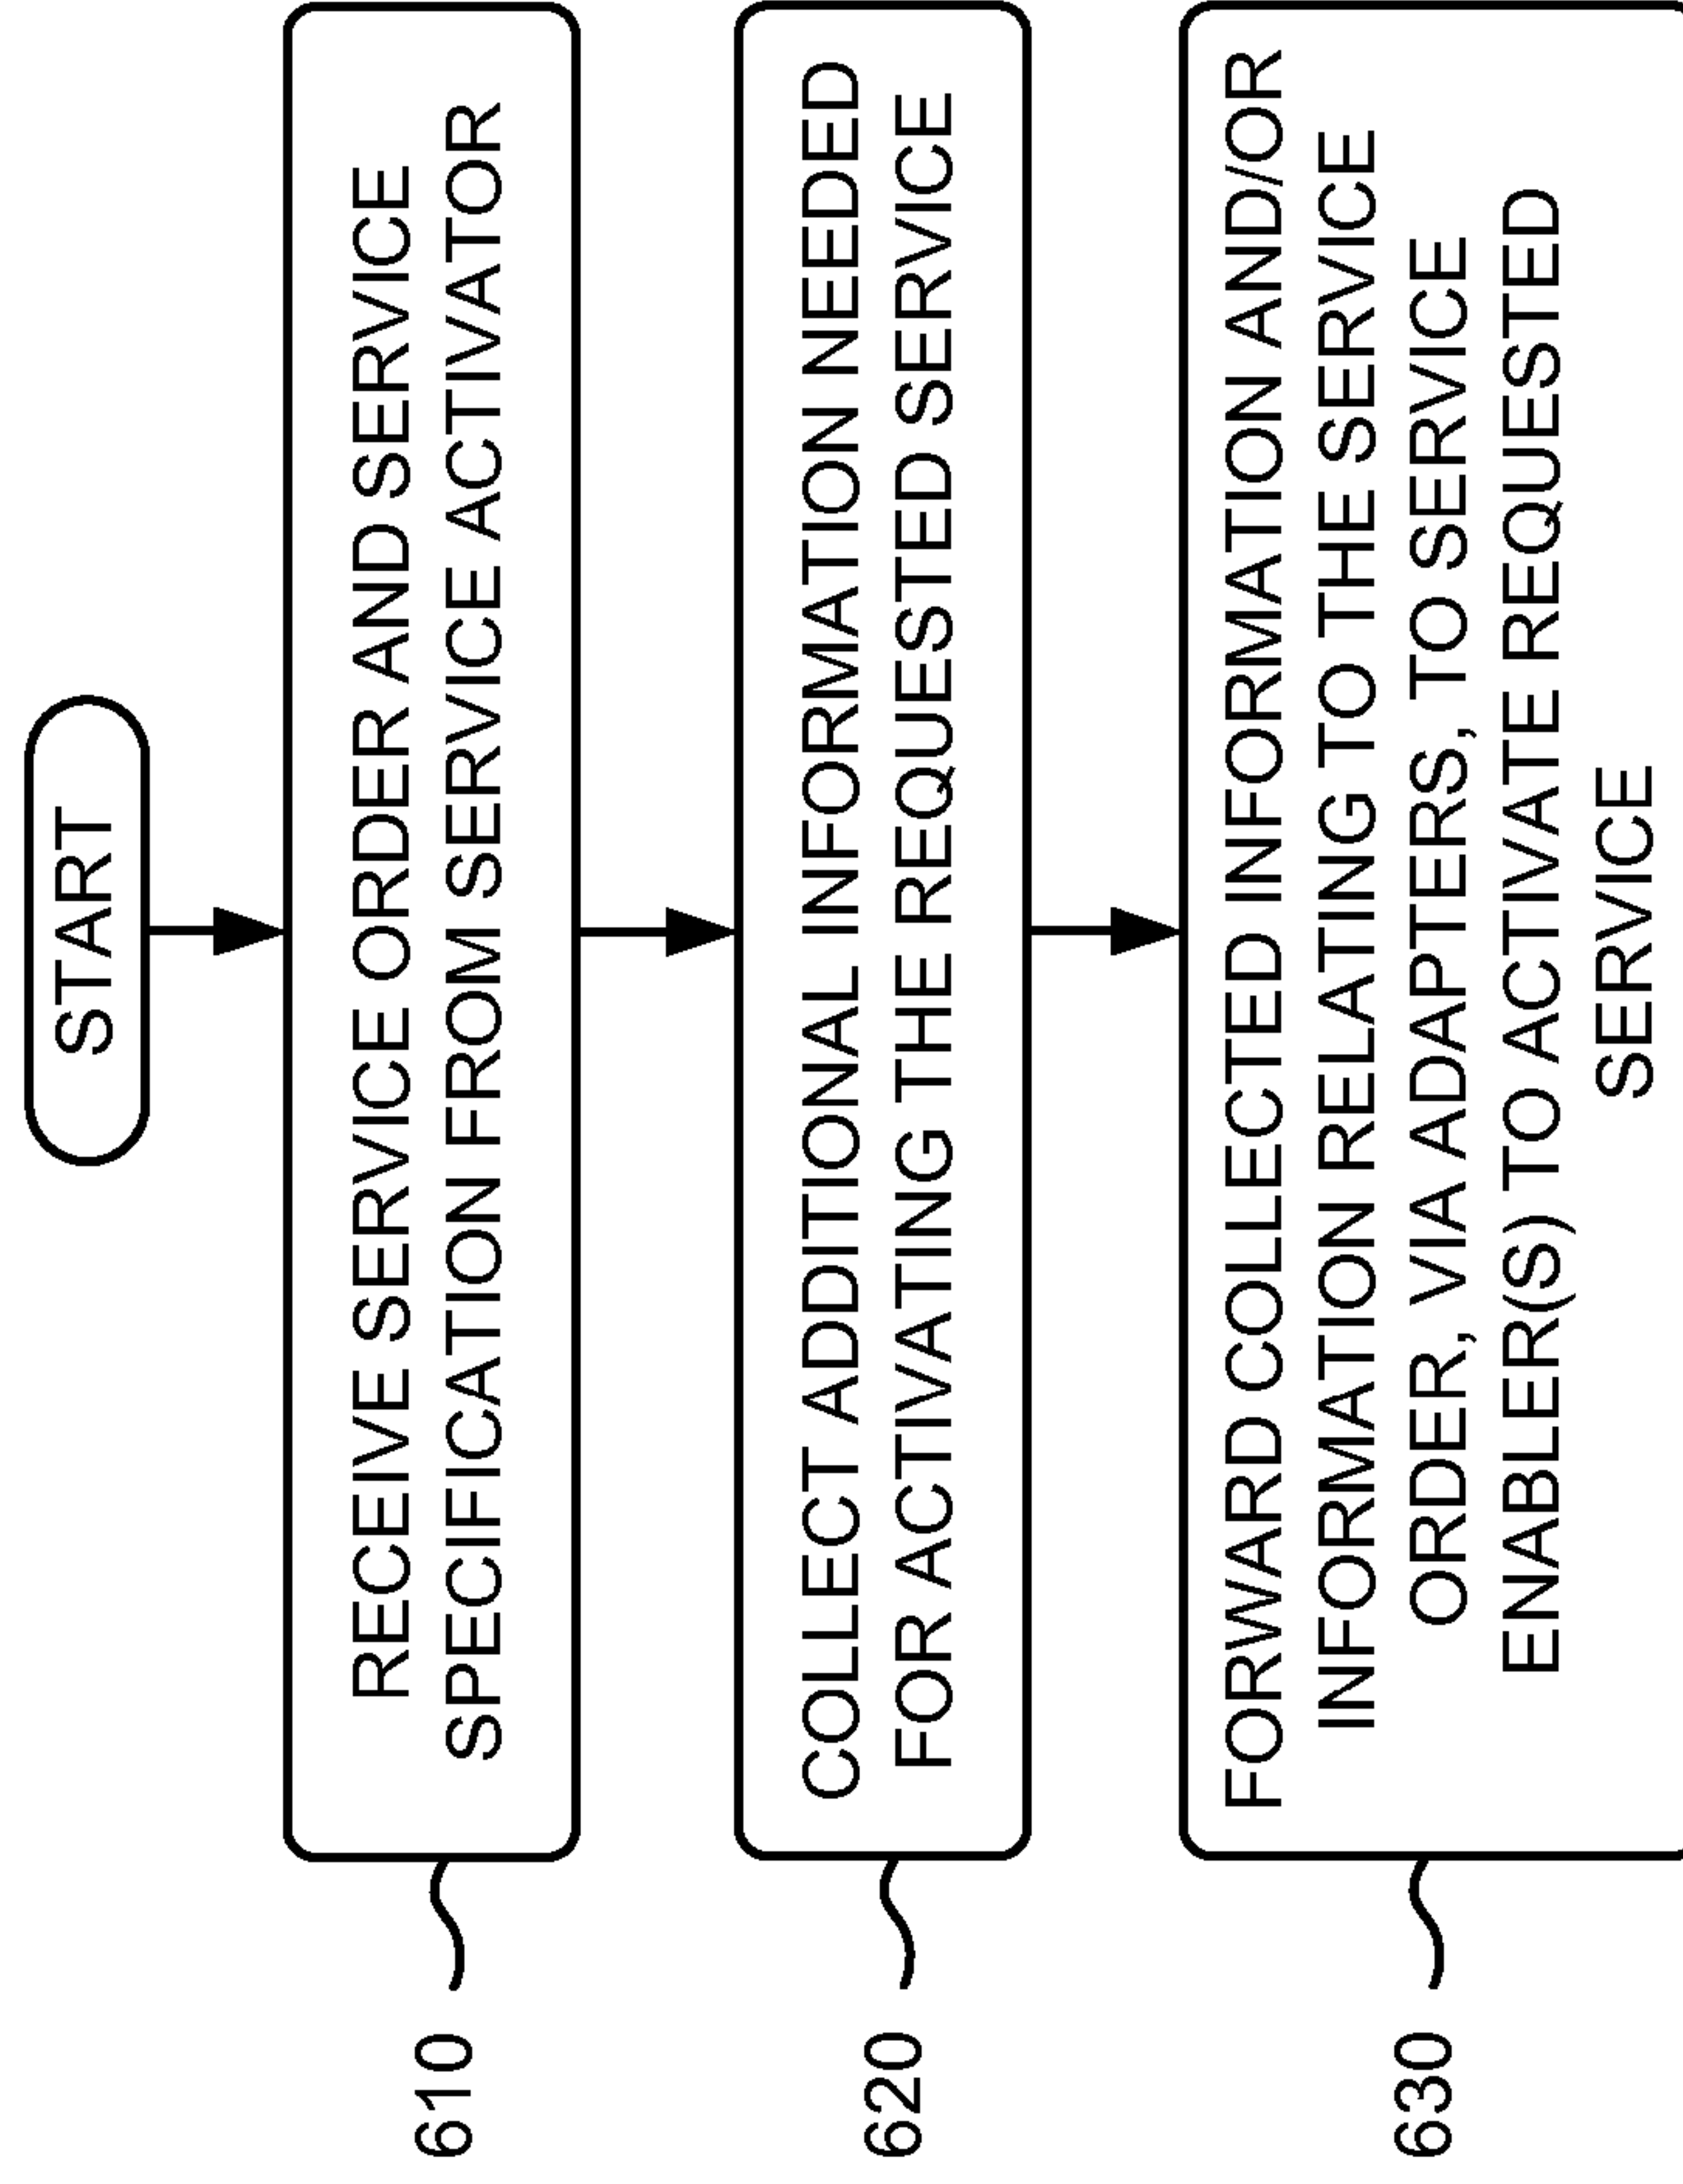 START
RECEIVE SERVICE ORDER AND SERVICE
SPECIFICATION FROM SERVICE ACTIVATOR
610
COLLECT ADDITIONAL INFORMATION NEEDED
FOR ACTIVATING THE REQUESTED SERVICE
620
FORWARD COLLECTED INFORMATION AND/OR
INFORMATION RELATING TO THE SERVICE
ORDER, VIA ADAPTERS, TO SERVICE
ENABLER(S) TO ACTIVATE REQUESTED
SERVICE
630